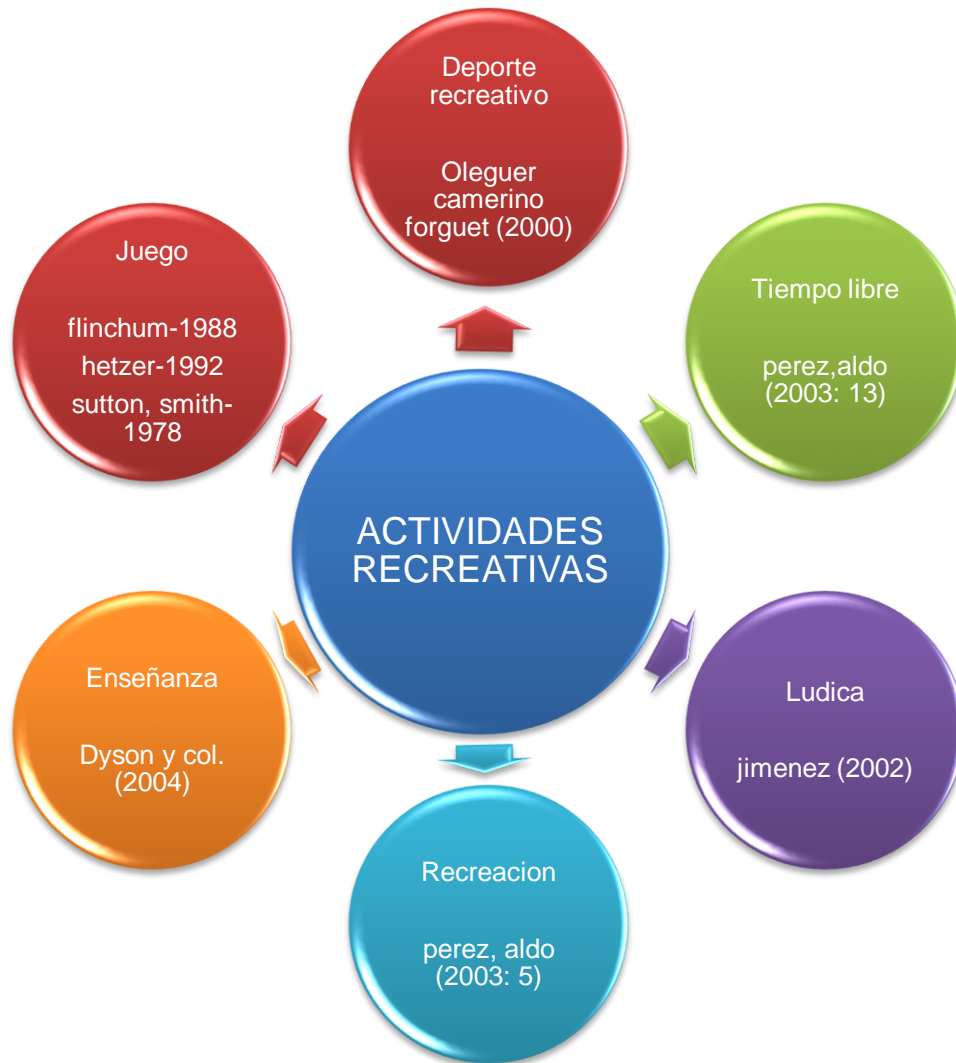 Deporte
recreativo
Oleguer
camerino
forguet (2000)
Juego
flinchum-1988
hetzer-1992
sutton, smith-
1978
Tiempo libre
perez,aldo
(2003: 13)
ACTIVIDADES
RECREATIVAS
Enseñanza
Dyson y col.
(2004)
Ludica
jimenez (2002)
Recreacion
perez, aldo
(2003: 5)